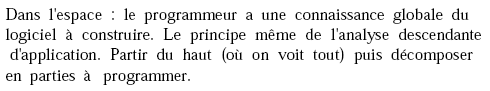 Dans l'espace : le programmeur a une connaissance globale du
logiciel à construire. Le principe même de l'analyse descendante
d'application. Partir du haut (où on voit tout) puis décomposer
en parties à programmer.